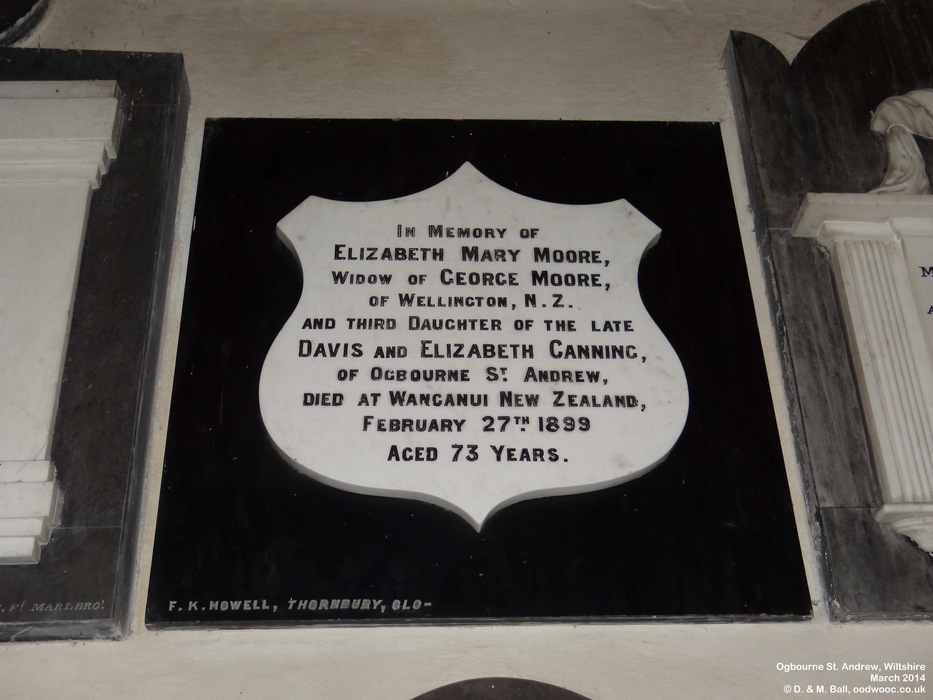 In Memory of
Elizabeth Mary Moore,
Widow of George Moore,
of Wellington, N.Z.
and third Daughter of the late
Davis and Elizabeth Canning,
of Ogbourne St. Andrew,
died at Wanganui New Zealand,
February 27th 1899
Aged 73 Years.
F. K. Howell, Thornbury, Glo-
Marlbro'.
M
A
Ogbourne St. Andrew, Wiltshire
March 2014
© D. & M. Ball, oodwooc.co.uk